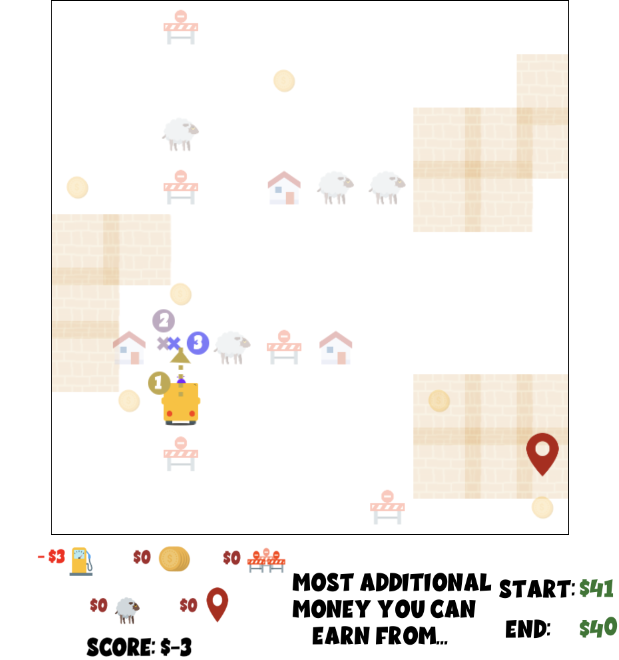 2
3
1
- $3 $0 $0
$0 $0
SCORE: $-3
MOST ADDITIONAL
MONEY YOU CAN
EARN FROM...
START: $41
END: $40